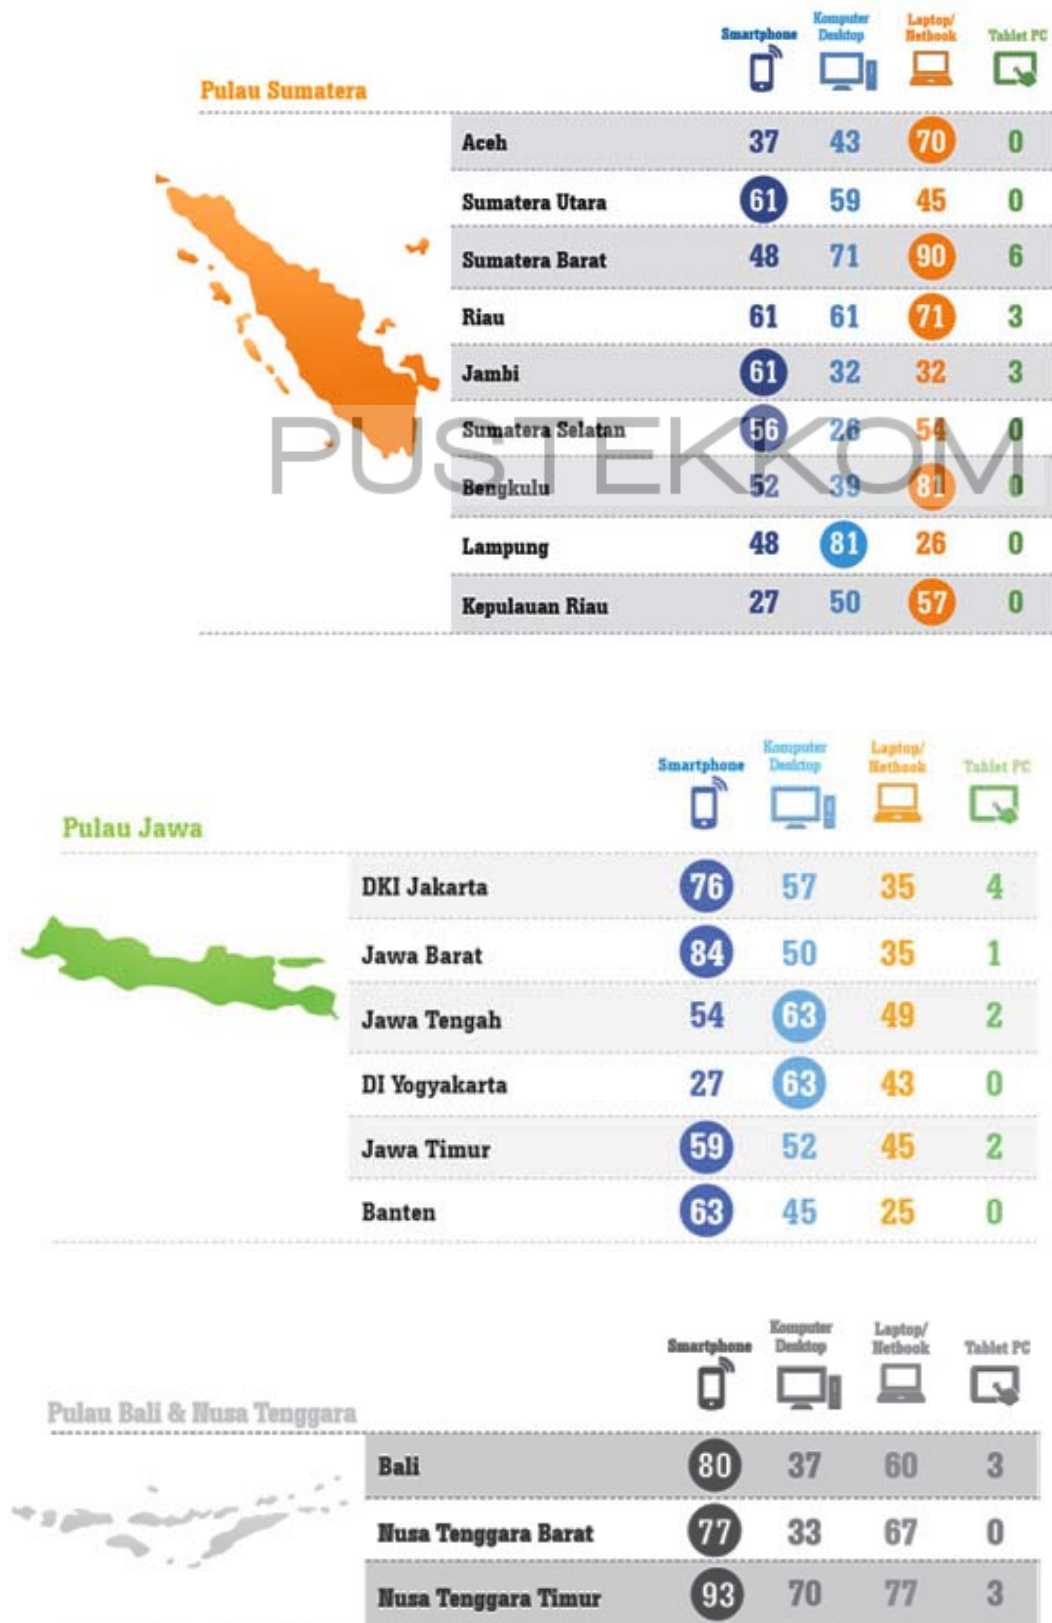 Smartphone Komputer Desktop Laptop/ Netbook Tablet PC
Pulau Sumatera
Aceh 37 43 70 0
Sumatera Utara 61 59 45 0
Sumatera Barat 48 71 90 6
Riau 61 61 71 3
Jambi 61 32 32 3
PUSTEKKOM
Sumatera Selatan 56 26 54 0
Bengkulu 52 39 81 0
Lampung 48 81 26 0
Kepulauan Riau 27 50 57 0
Smartphone Komputer Desktop Laptop/ Netbook Tablet PC
Pulau Jawa
DKI Jakarta 76 57 35 4
Jawa Barat 84 50 35 1
Jawa Tengah 54 63 49 2
DI Yogyakarta 27 63 43 0
Jawa Timur 59 52 45 2
Banten 63 45 25 0
Smartphone Komputer Desktop Laptop/ Netbook Tablet PC
Pulau Bali & Nusa Tenggara
Bali 80 37 60 3
Nusa Tenggara Barat 77 33 67 0
Nusa Tenggara Timur 93 70 77 3